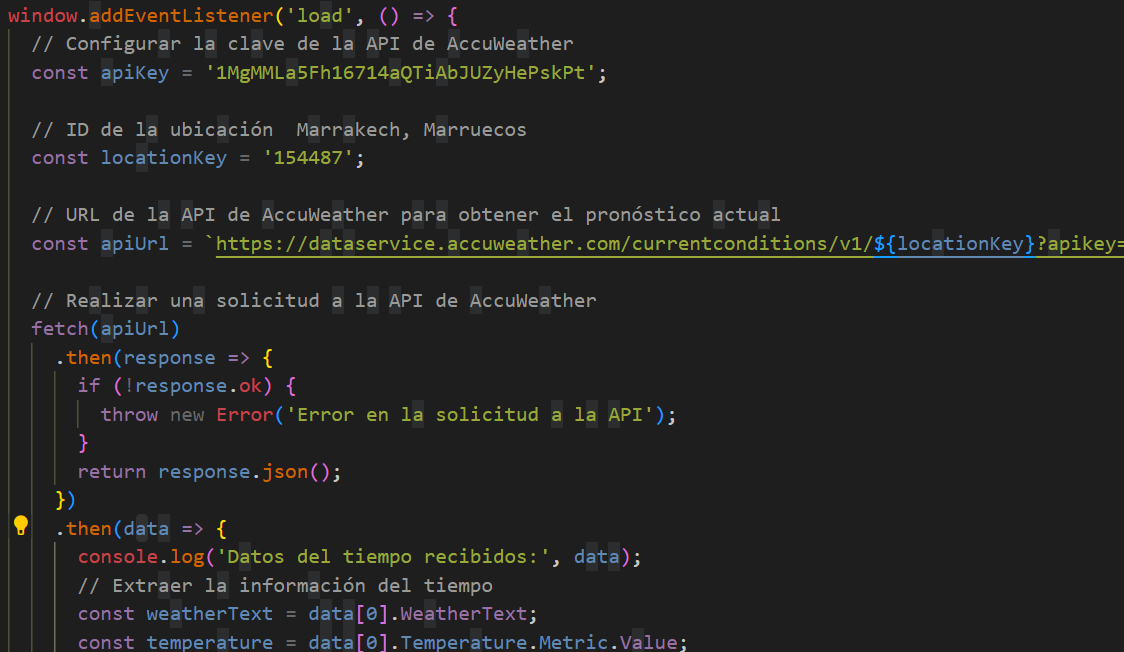 window.addEventListener('load', () => {
// Configurar la clave de la API de AccuWeather
const apiKey = '1MgMMLa5Fh16714aQTiAbJUZyHePskPt';
// ID de la ubicación  Marrakech, Marruecos
const locationKey = '154487';
// URL de la API de AccuWeather para obtener el pronóstico actual
const apiUrl = `https://dataservice.accuweather.com/currentconditions/v1/${locationKey}?apikey=
// Realizar una solicitud a la API de AccuWeather
fetch(apiUrl)
.then(response => {
if (!response.ok) {
throw new Error('Error en la solicitud a la API');
}
return response.json();
})
.then(data => {
console.log('Datos del tiempo recibidos:', data);
// Extraer la información del tiempo
const weatherText = data[0].WeatherText;
const temperature = data[0].Temperature.Metric.Value;